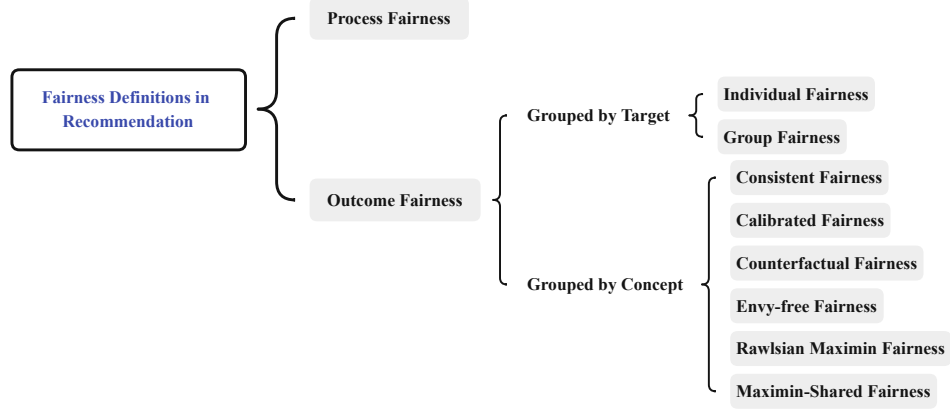 Fairness Definitions in
Recommendation
Process Fairness
Outcome Fairness
Grouped by Target
Individual Fairness
Group Fairness
Grouped by Concept
Consistent Fairness
Calibrated Fairness
Counterfactual Fairness
Envy-free Fairness
Rawlsian Maximin Fairness
Maximin-Shared Fairness